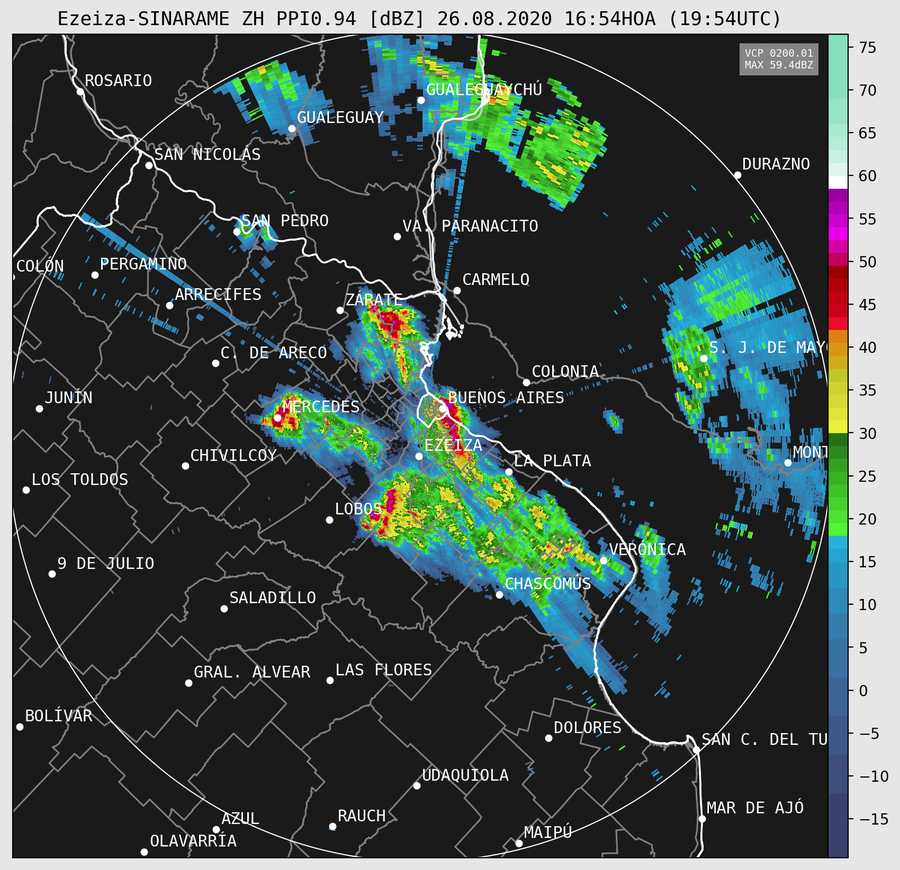 Ezeiza-SINARAME ZH PPI0.94 [dBZ] 26.08.2020 16:54HOA (19:54UTC)
VCP 0200.01
MAX 59.4dBZ
ROSARIO
GUALEGUAYCHÚ
GUALEGUAY
SAN NICOLÁS
DURAZNO
SAN PEDRO
VA. PARANACITO
COLÓN
PERGAMINO
CARMELO
ARRECIFES
ZÁRATE
C. DE ARECO
S. J. DE MAY
COLONIA
JUNÍN
MERCEDES
BUENOS AIRES
EZEIZA
MONT
CHIVILCOY
LA PLATA
LOS TOLDOS
LOBOS
9 DE JULIO
VERÓNICA
CHASCOMÚS
SALADILLO
GRAL. ALVEAR
LAS FLORES
BOLÍVAR
DOLORES
SAN C. DEL TU
UDAQUIOLA
MAR DE AJÓ
AZUL
RAUCH
MAIPÚ
OLAVARRÍA
75
70
65
60
55
50
45
40
35
30
25
20
15
10
5
0
−5
−10
−15